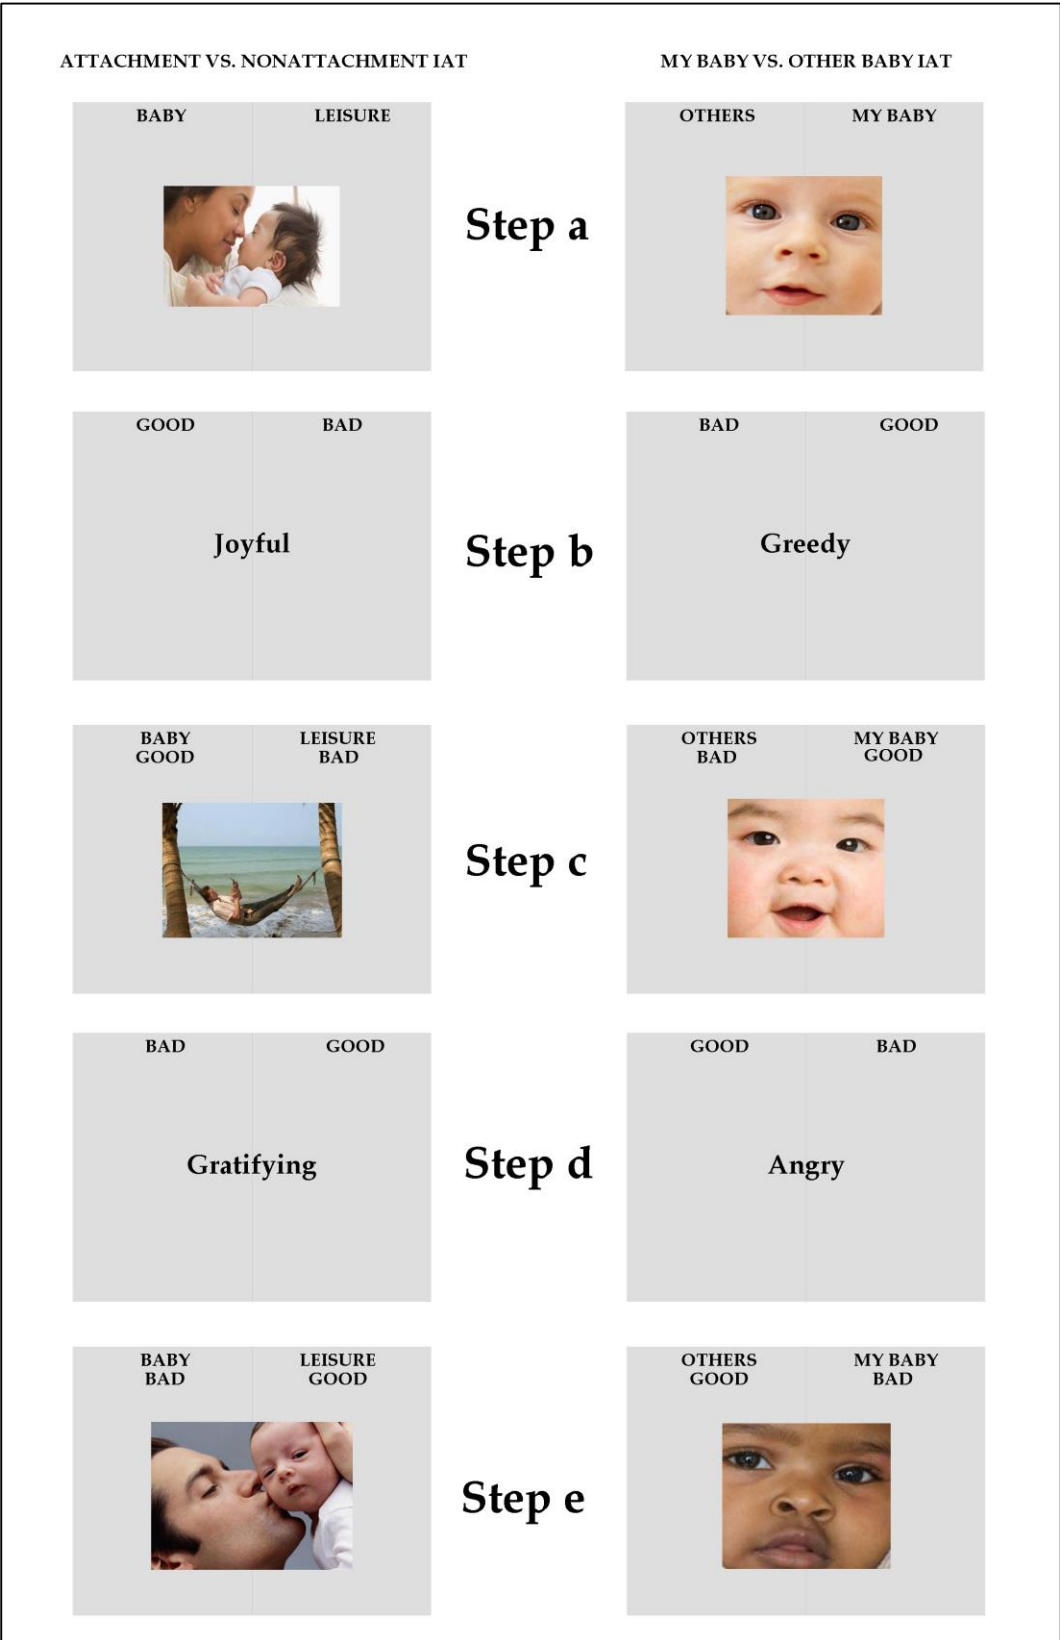 ATTACHMENT VS. NONATTACHMENT IAT
MY BABY VS. OTHER BABY IAT
BABY LEISURE
Step a
OTHERS MY BABY
GOOD BAD
Joyful
Step b
BAD GOOD
Greedy
BABY LEISURE
GOOD BAD
Step c
OTHERS MY BABY
BAD GOOD
BAD GOOD
Gratifying
Step d
GOOD BAD
Angry
BABY LEISURE
BAD GOOD
Step e
OTHERS MY BABY
GOOD BAD